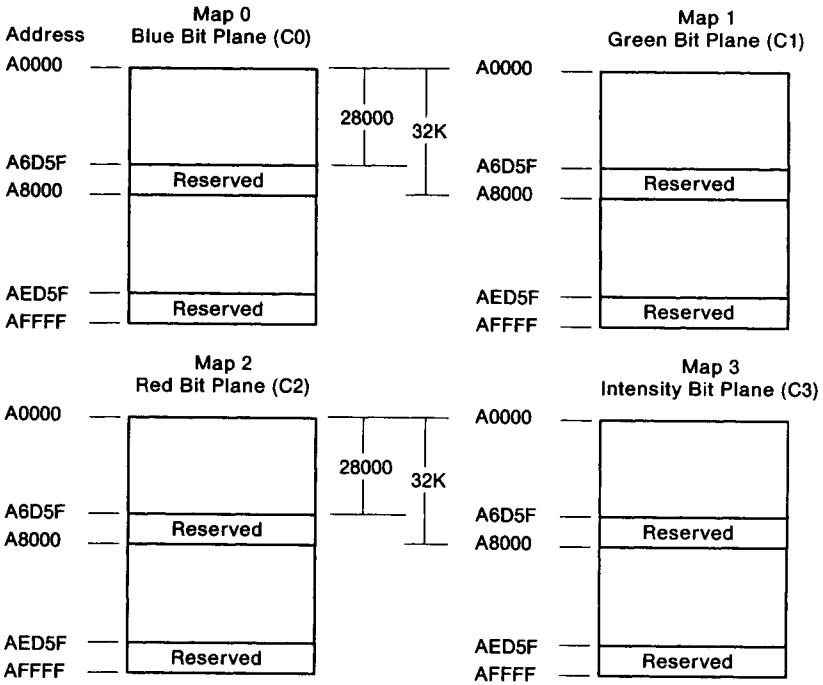 Address
Map 0
Blue Bit Plane (C0)
A0000
28000
32K
A6D5F
Reserved
A8000
AED5F
Reserved
AFFFF
Map 1
Green Bit Plane (C1)
A0000
A6D5F
Reserved
A8000
AED5F
Reserved
AFFFF
Map 2
Red Bit Plane (C2)
A0000
28000
32K
A6D5F
Reserved
A8000
AED5F
Reserved
AFFFF
Map 3
Intensity Bit Plane (C3)
A0000
A6D5F
Reserved
A8000
AED5F
Reserved
AFFFF